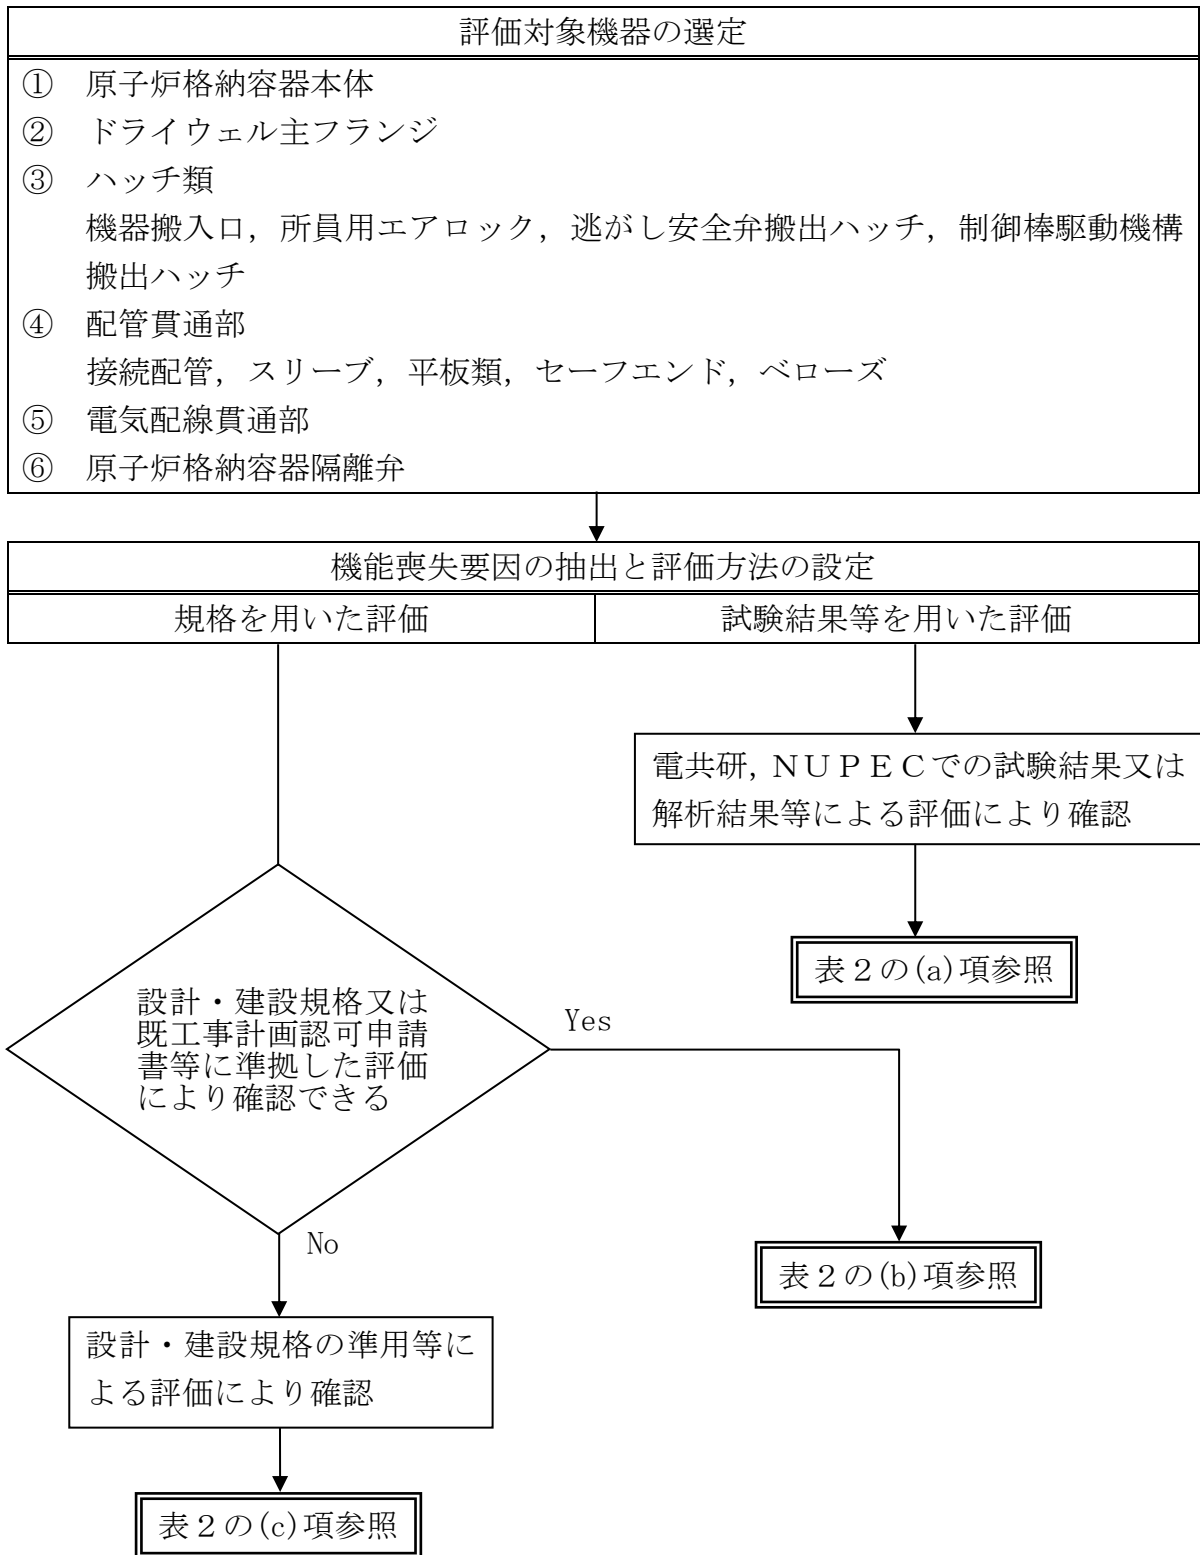 評価対象機器の選定
① 原子炉格納容器本体
② ドライウェル主フランジ
③ ハッチ類
機器搬入口，所員用エアロック，逃がし安全弁搬出ハッチ，制御棒駆動機構
搬出ハッチ
④ 配管貫通部
接続配管，スリーブ，平板類，セーフエンド，ベローズ
⑤ 電気配線貫通部
⑥ 原子炉格納容器隔離弁
機能喪失要因の抽出と評価方法の設定
規格を用いた評価
試験結果等を用いた評価
電共研，ＮＵＰＥＣでの試験結果又は
解析結果等による評価により確認
表２の(a)項参照
設計・建設規格又は
既工事計画認可申請
書等に準拠した評価
により確認できる
Yes
表２の(b)項参照
No
設計・建設規格の準用等に
よる評価により確認
表２の(c)項参照